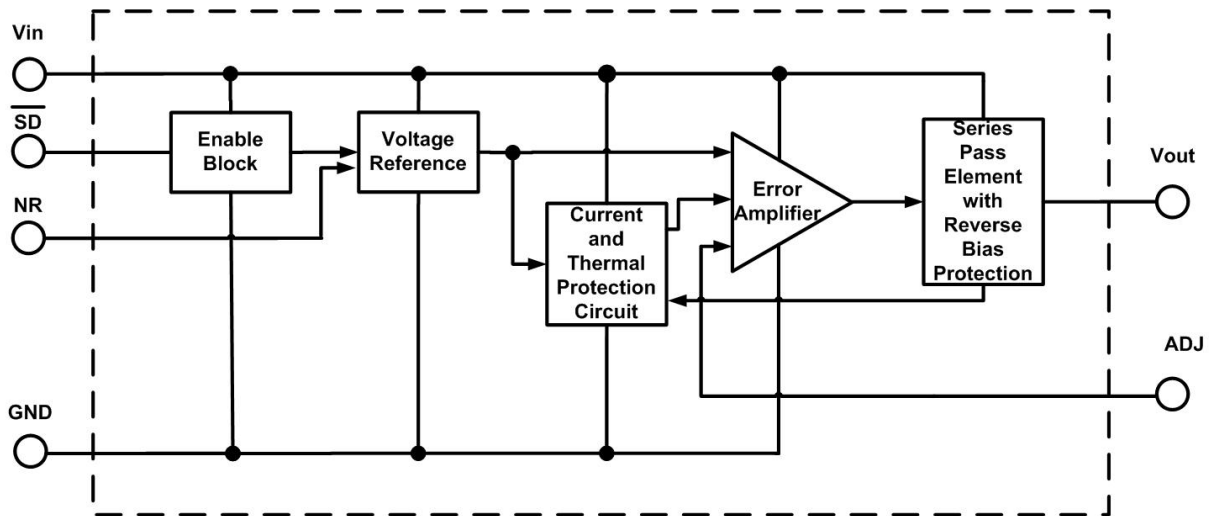 Vin
SD
NR
GND
Enable
Block
Voltage
Reference
Current
and
Thermal
Protection
Circuit
Error
Amplifier
Series
Pass
Element
with
Reverse
Bias
Protection
Vout
ADJ